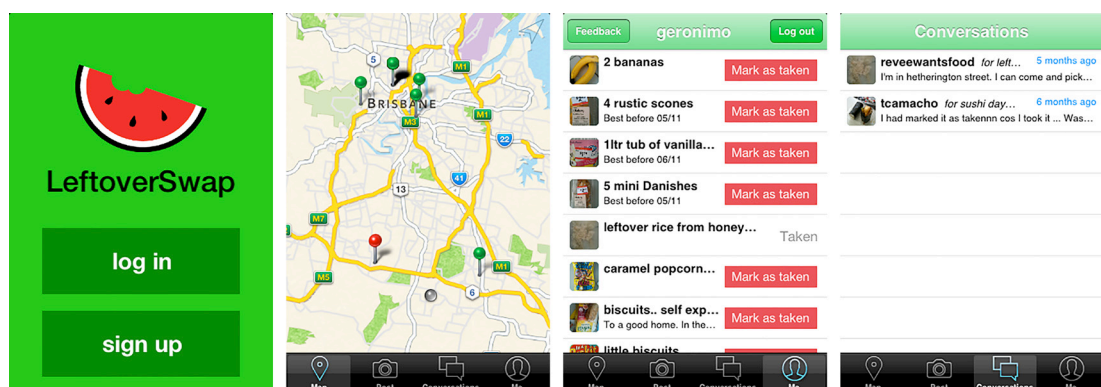 LeftoverSwap
log in
sign up
5
M1
BRISBANE
M3
M1
22
41
13
M7
M1
M5
6
Feedback
geronimo
Log out
2 bananas
Mark as taken
4 rustic scones
Best before 05/11
Mark as taken
1ltr tub of vanilla...
Best before 06/11
Mark as taken
5 mini Danishes
Best before 05/11
Mark as taken
leftover rice from honey...
Taken
caramel popcorn...
Mark as taken
biscuits.. self exp...
To a good home. In the...
Mark as taken
little biscuits
Conversations
reveewantsfood for left... 5 months ago
I'm in hetherington street. I can come and pick...
tcamacho for sushi day... 6 months ago
I had marked it as takennn cos I took it ... Was...